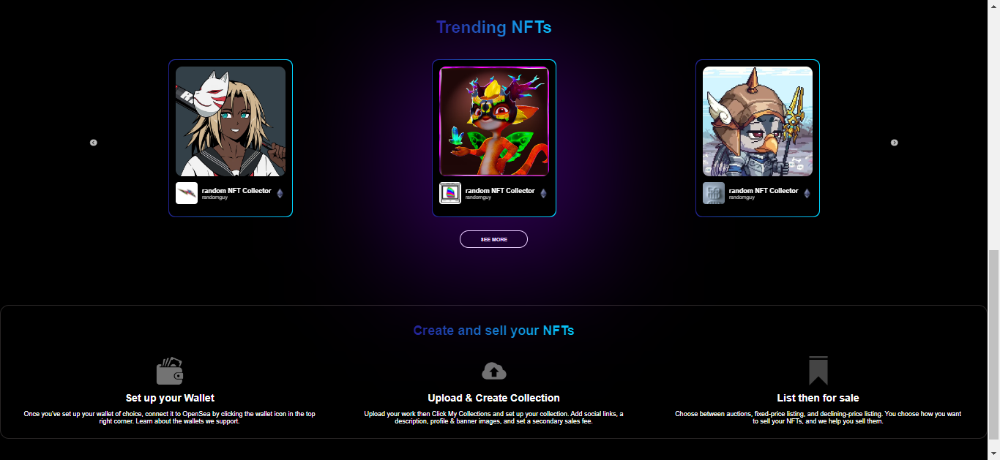 Trending NFTs
random NFT Collector
randomguy
random NFT Collector
randomguy
random NFT Collector
randomguy
SEE MORE
Create and sell your NFTs
Set up your Wallet
Once you've set up your wallet of choice, connect it to OpenSea by clicking the wallet icon in the top
right corner. Learn about the wallets we support.
Upload & Create Collection
Upload your work then Click My Collections and set up your collection. Add social links, a
description, profile & banner images, and set a secondary sales fee.
List then for sale
Choose between auctions, fixed-price listing, and declining-price listing. You choose how you want
to sell your NFTs, and we help you sell them.